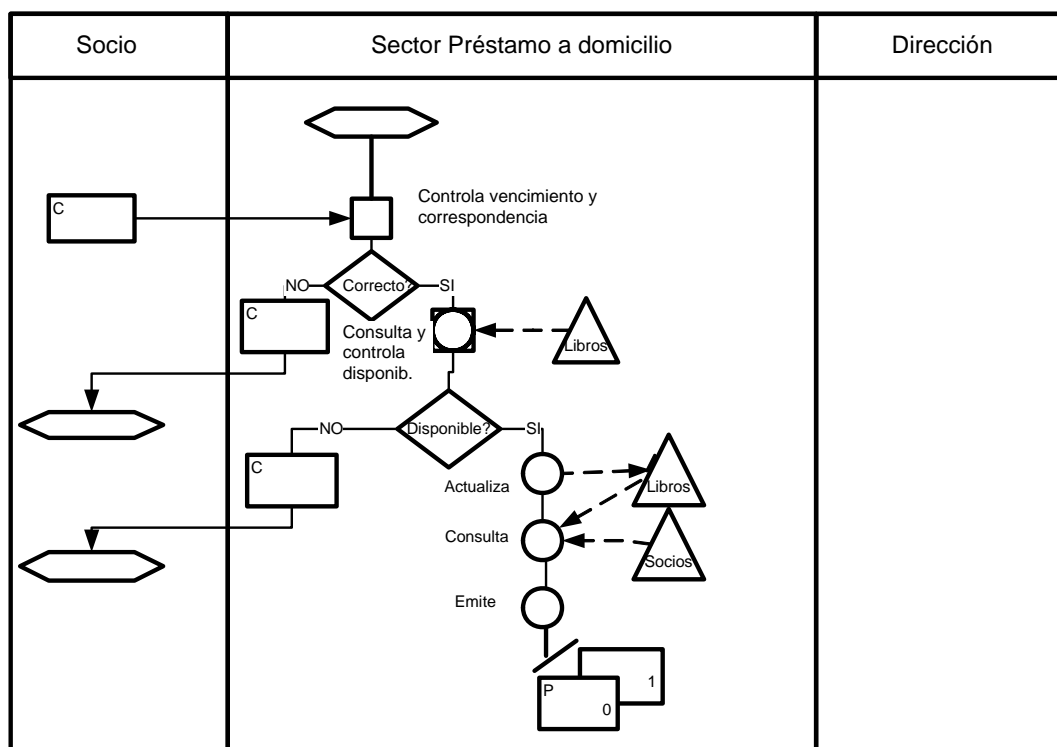 Socio
Sector Préstamo a domicilio
Dirección
C
Controla vencimiento y
correspondencia
NO
Correcto?
SI
C
Consulta y
controla
disponib.
Libros
NO
Disponible?
SI
C
Actualiza
Libros
Consulta
Socios
Emite
P
0
1